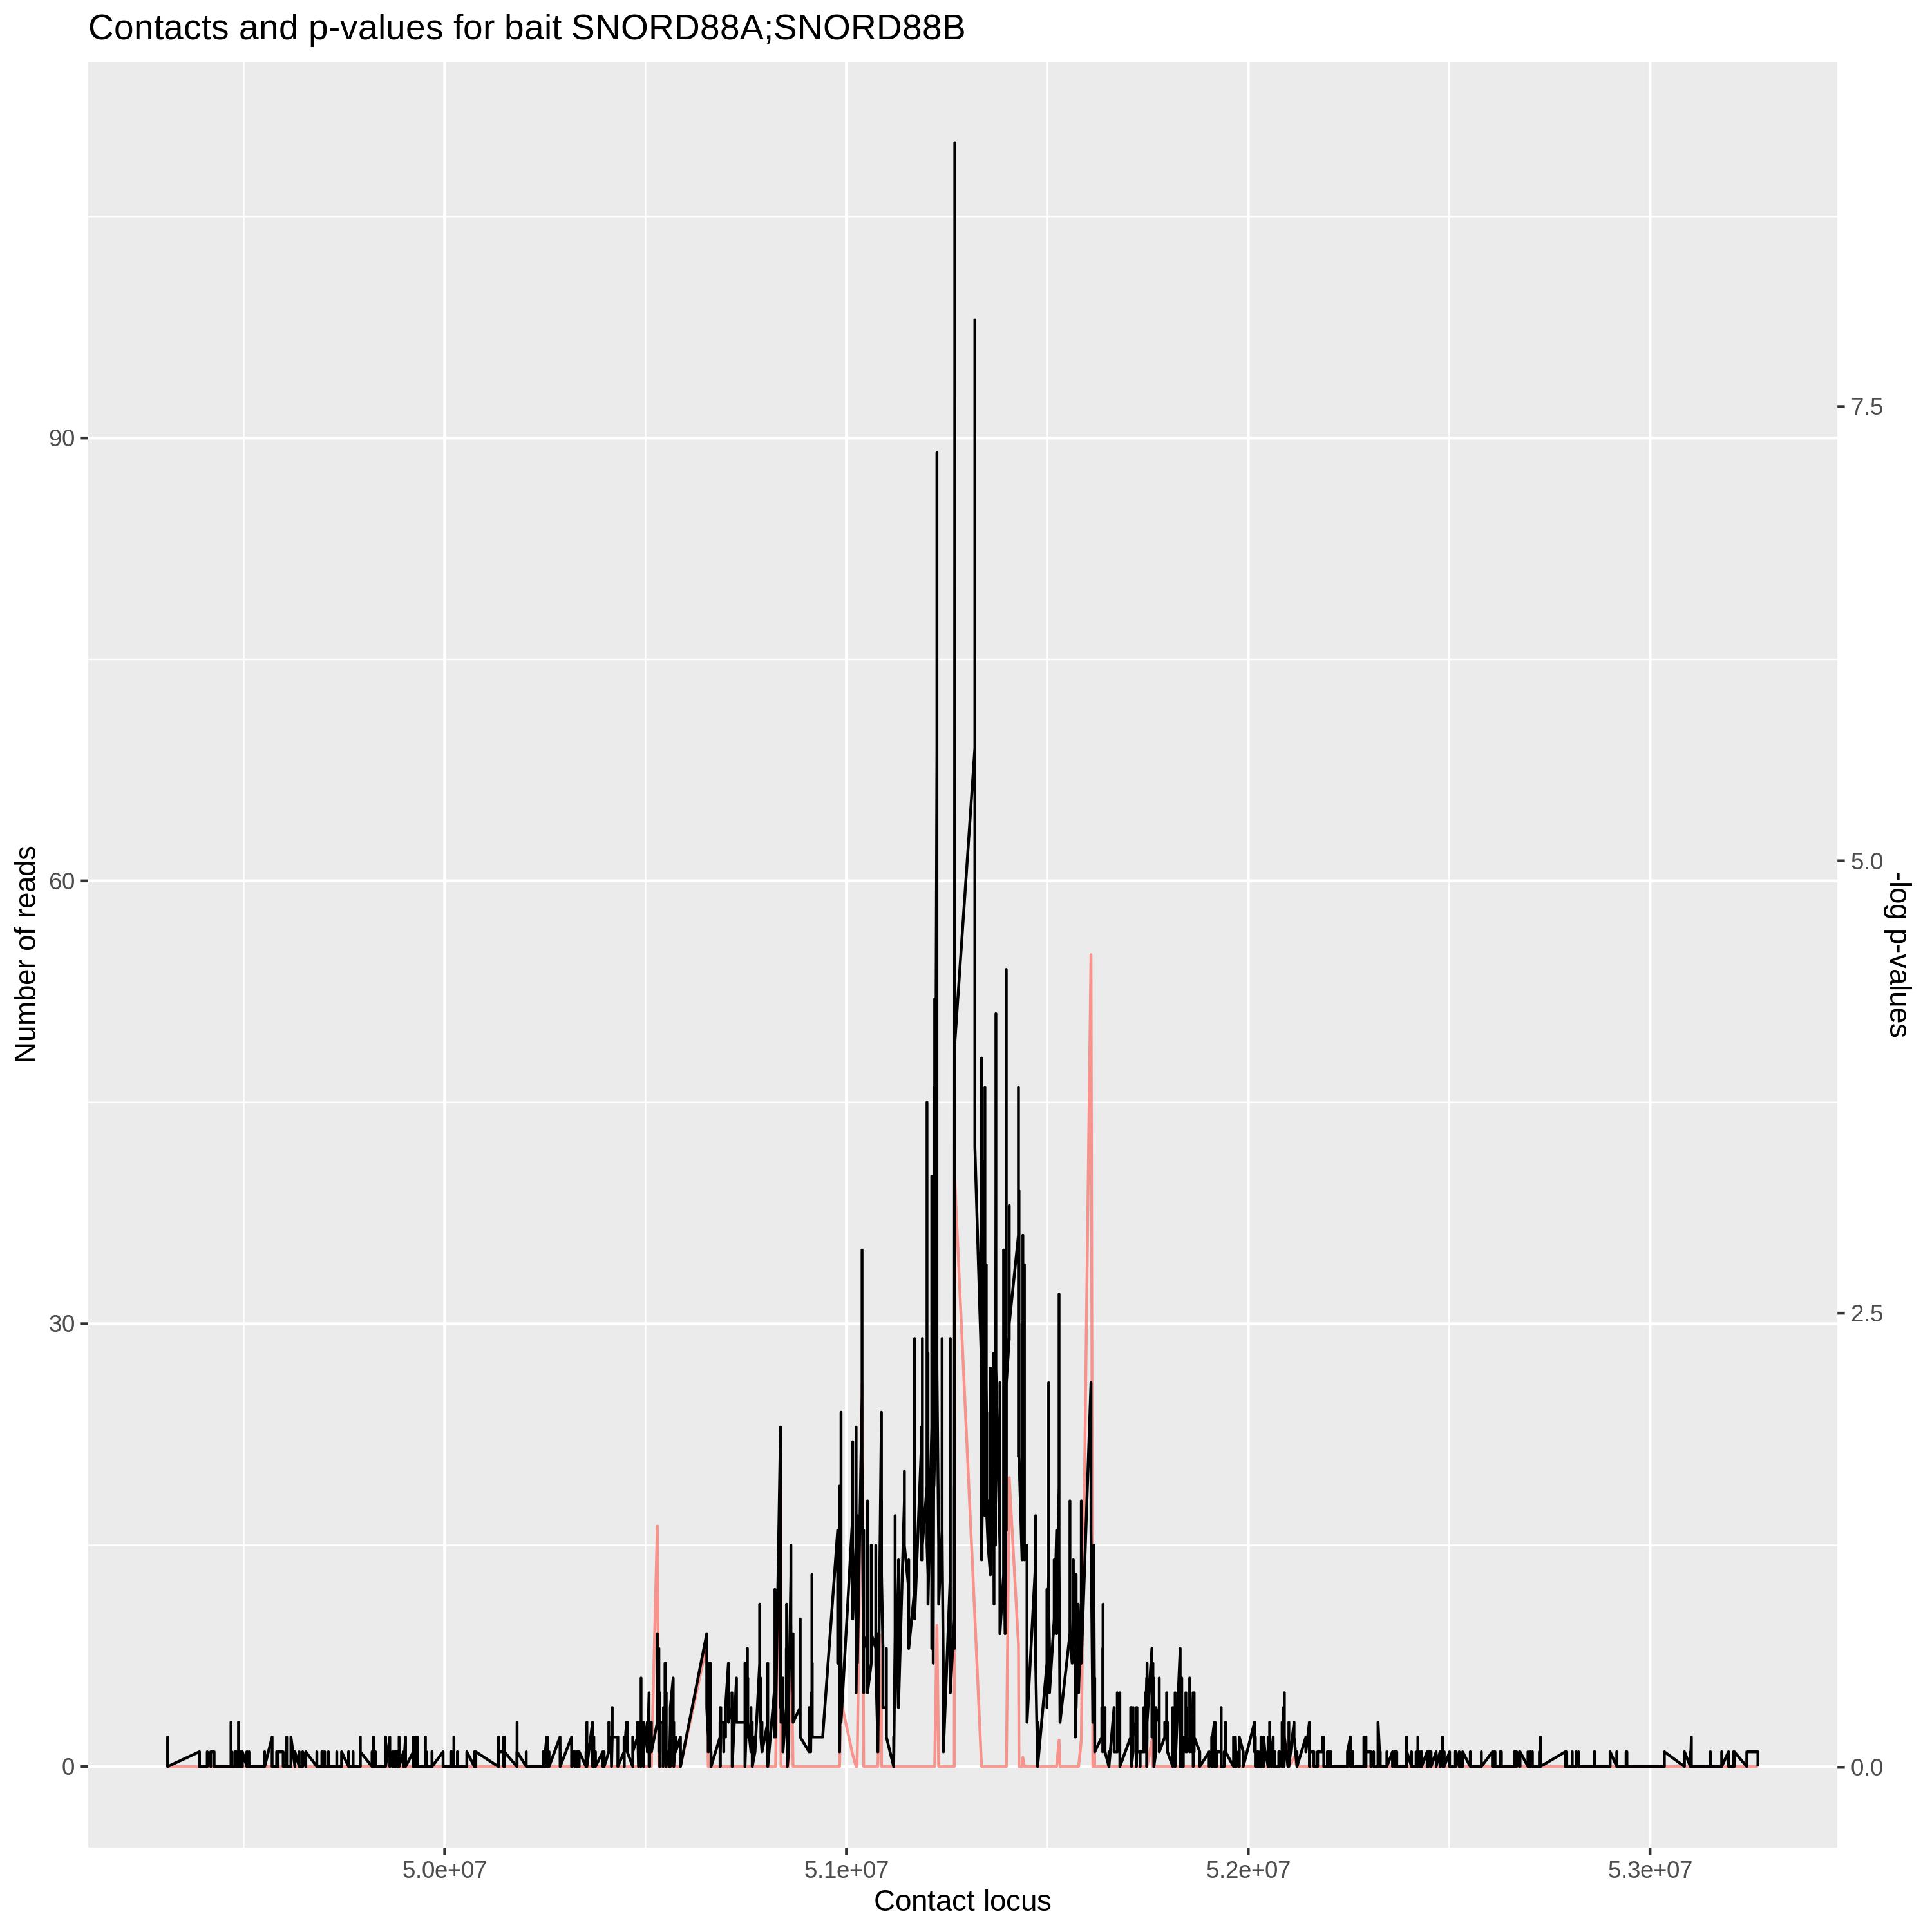 Contacts and p-values for bait SNORD88A;SNORD88B
90
60
30
0
Number of reads
7.5
5.0
2.5
0.0
-log p-values
5.0e+07
5.1e+07
5.2e+07
5.3e+07
Contact locus